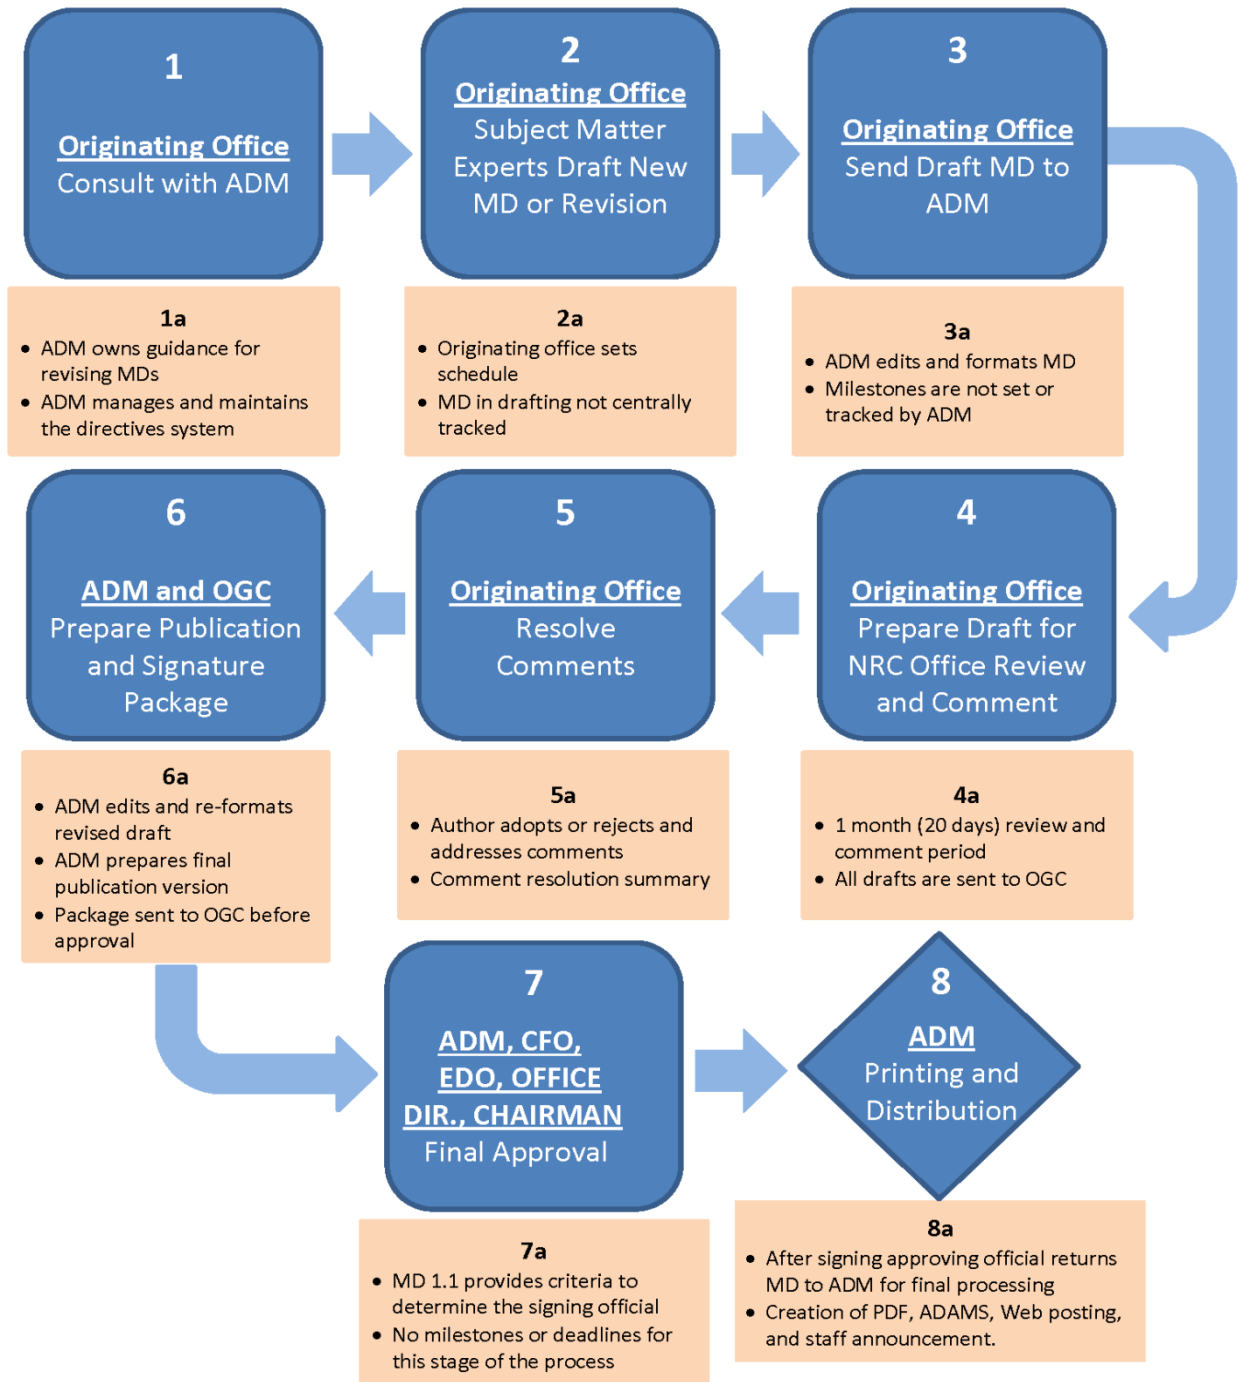 1
Originating Office
Consult with ADM
2
Originating Office
Subject Matter
Experts Draft New
MD or Revision
3
Originating Office
Send Draft MD to
ADM
1a
• ADM owns guidance for
revising MDs
• ADM manages and maintains
the directives system
2a
• Originating office sets
schedule
• MD in drafting not centrally
tracked
3a
• ADM edits and formats MD
• Milestones are not set or
tracked by ADM
6
ADM and OGC
Prepare Publication
and Signature
Package
5
Originating Office
Resolve
Comments
4
Originating Office
Prepare Draft for
NRC Office Review
and Comment
6a
• ADM edits and re-formats
revised draft
• ADM prepares final
publication version
• Package sent to OGC before
approval
5a
• Author adopts or rejects and
addresses comments
• Comment resolution summary
4a
• 1 month (20 days) review and
comment period
• All drafts are sent to OGC
7
ADM, CFO,
EDO, OFFICE
DIR., CHAIRMAN
Final Approval
8
ADM
Printing and
Distribution
7a
• MD 1.1 provides criteria to
determine the signing official
• No milestones or deadlines for
this stage of the process
8a
• After signing approving official returns
MD to ADM for final processing
• Creation of PDF, ADAMS, Web posting,
and staff announcement.